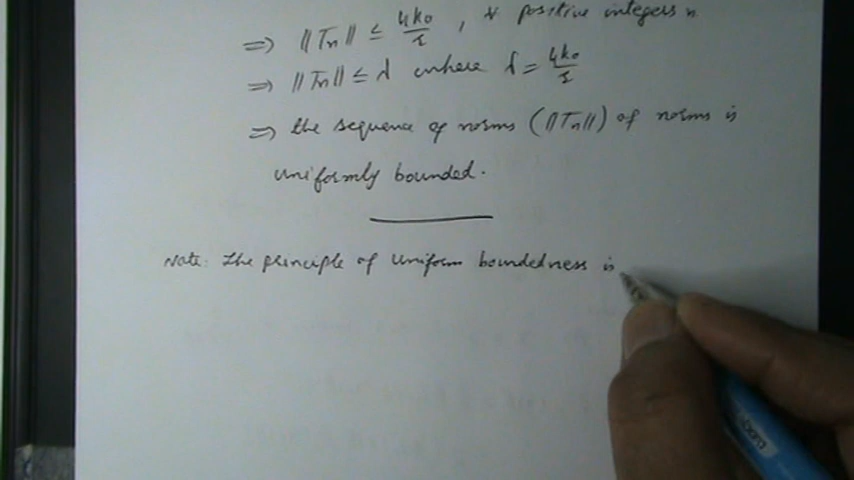 ⇒ ||Tn|| ≤ 4k0/r , ∀ positive integers n
⇒ ||Tn|| ≤ λ where λ = 4k0/r
⇒ the sequence of norms (||Tn||) of norms is
uniformly bounded.
Note: The principle of uniform boundedness is